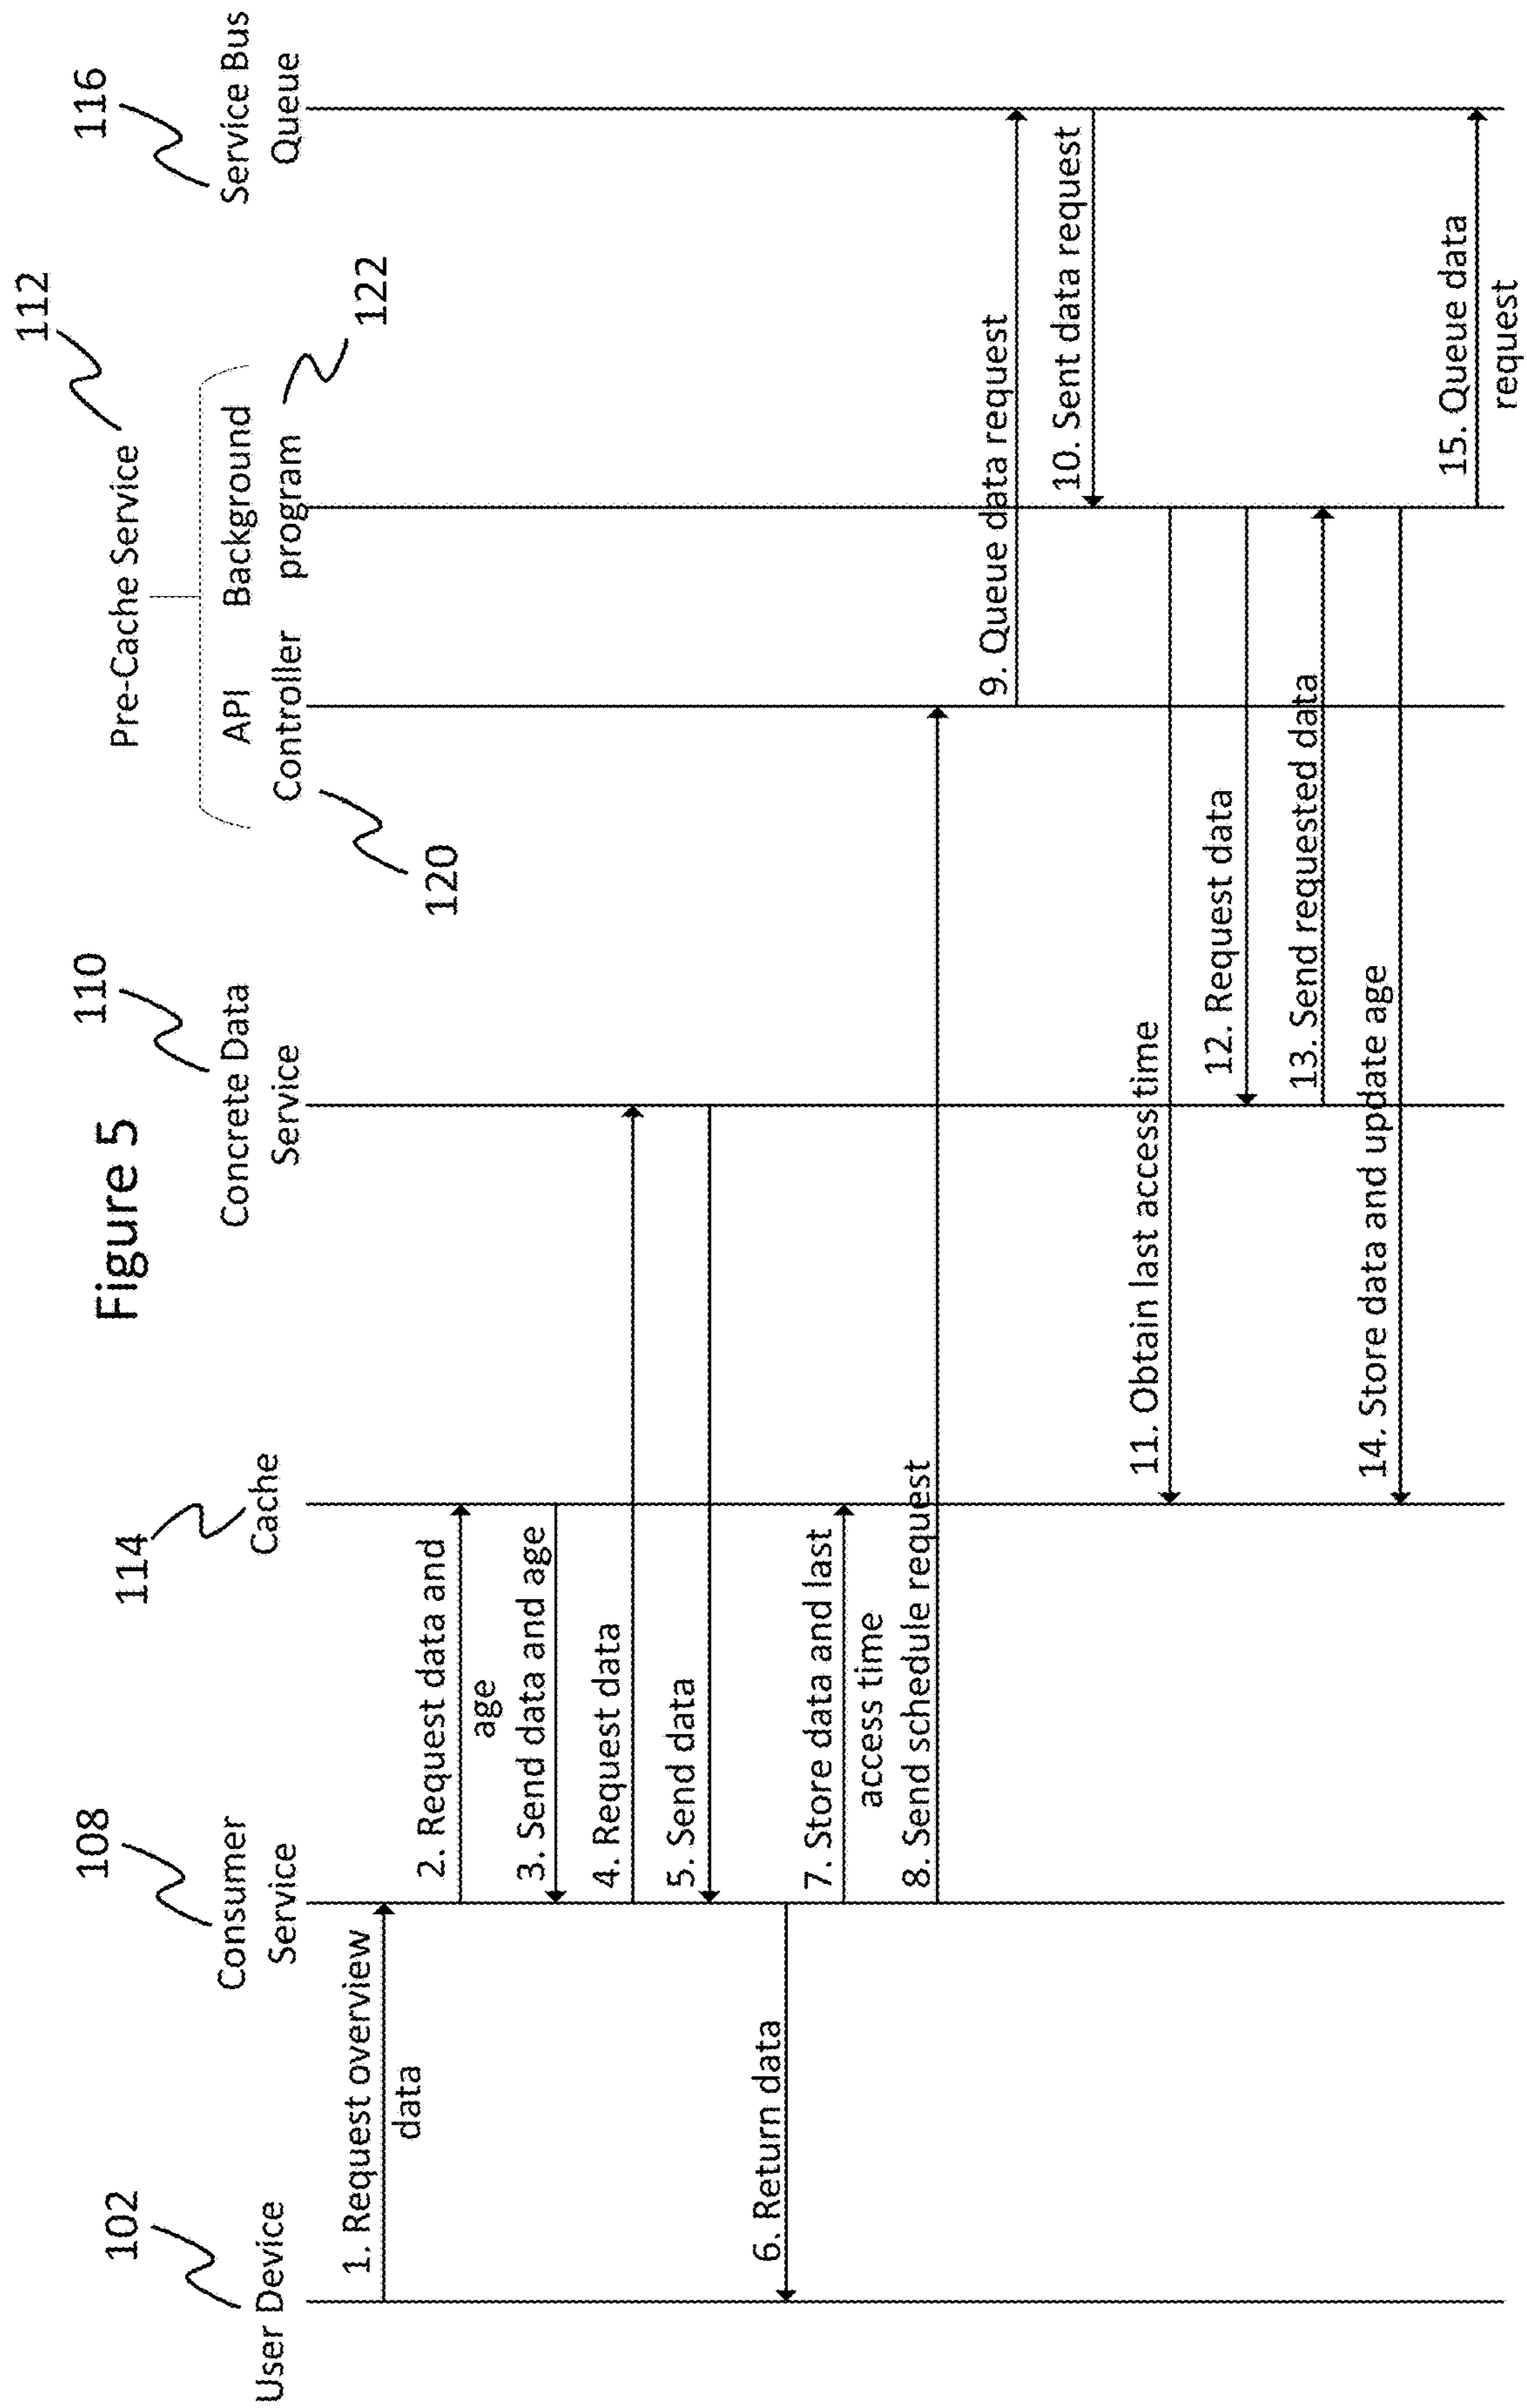 Figure 5
102
User Device
108
Consumer
Service
114
Cache
110
Concrete Data
Service
112
Pre-Cache Service
API
Controller
120
Background
program
122
116
Service Bus
Queue
1. Request overview
data
2. Request data and
age
3. Send data and age
4. Request data
5. Send data
6. Return data
7. Store data and last
access time
8. Send schedule request
9. Queue data request
10. Sent data request
11. Obtain last access time
12. Request data
13. Send requested data
14. Store data and update age
15. Queue data
request